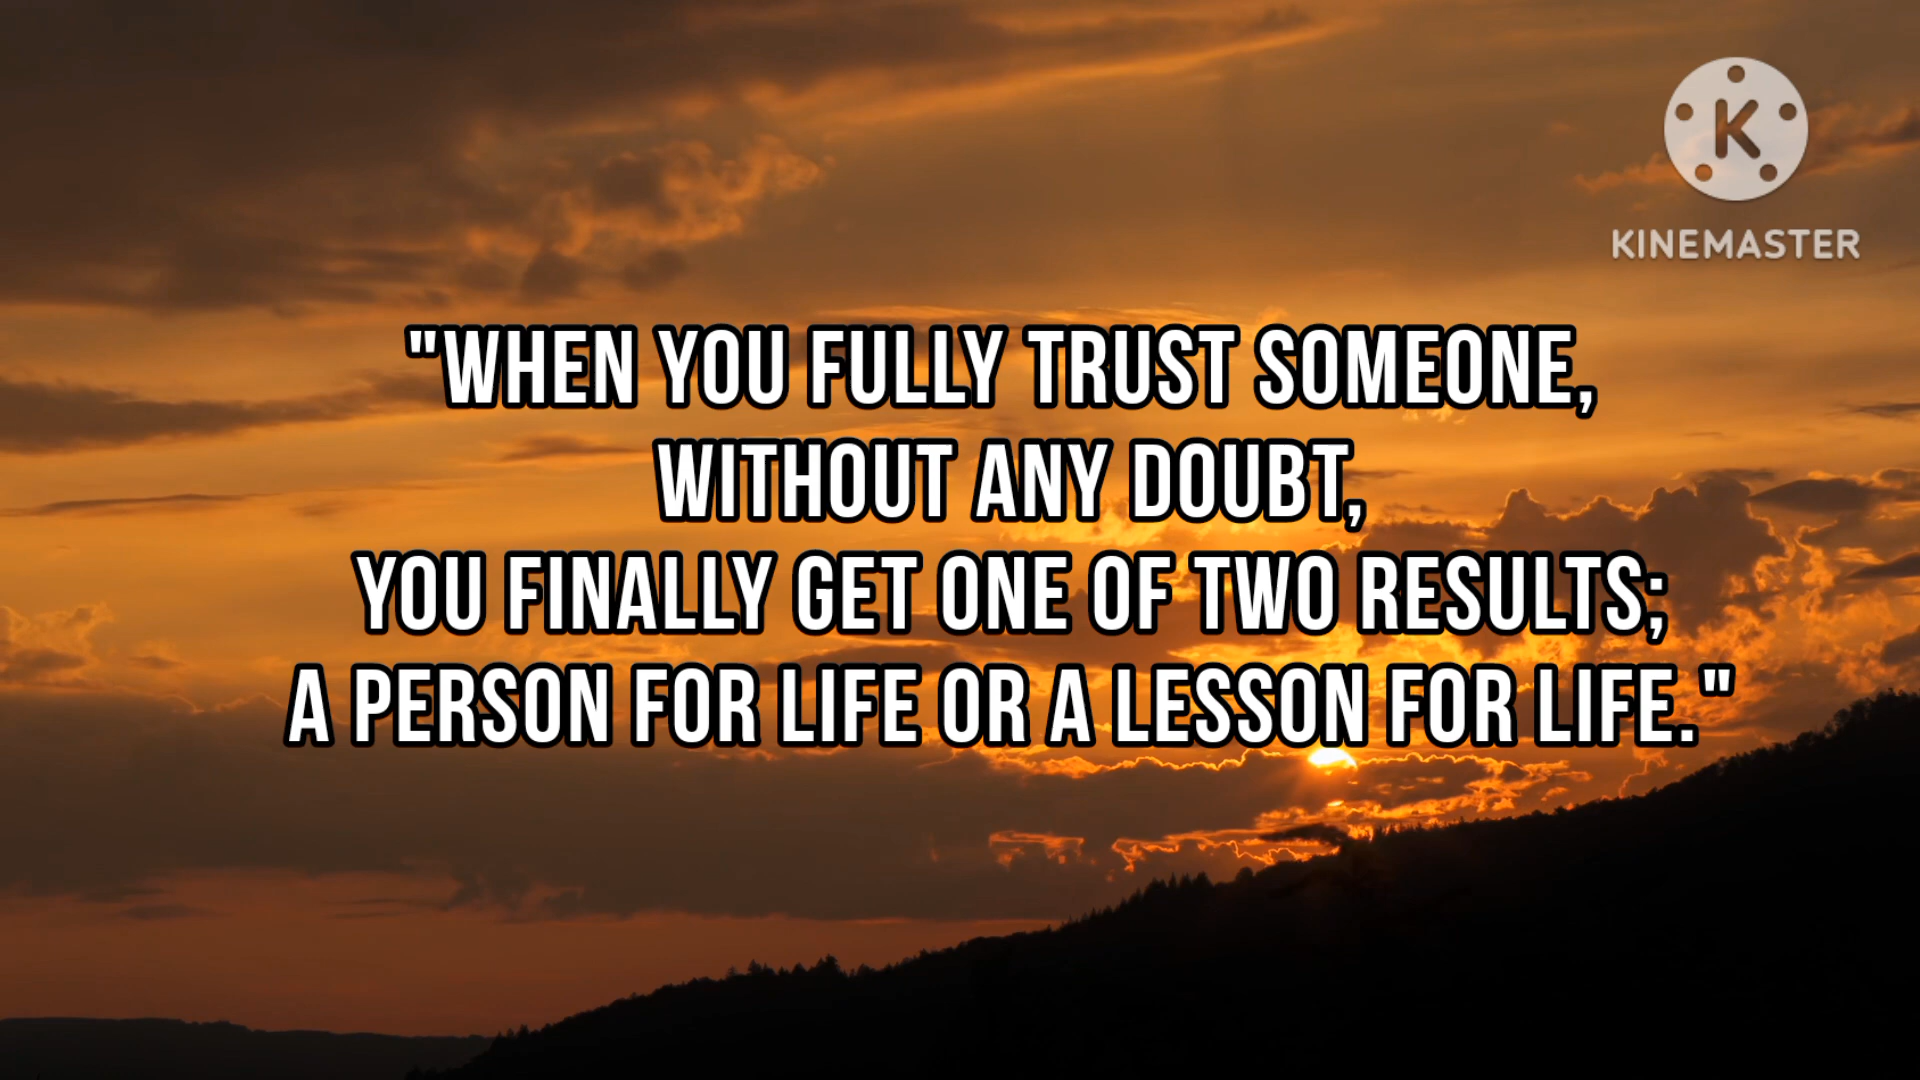 K
KINEMASTER
"WHEN YOU FULLY TRUST SOMEONE,
WITHOUT ANY DOUBT,
YOU FINALLY GET ONE OF TWO RESULTS;
A PERSON FOR LIFE OR A LESSON FOR LIFE."